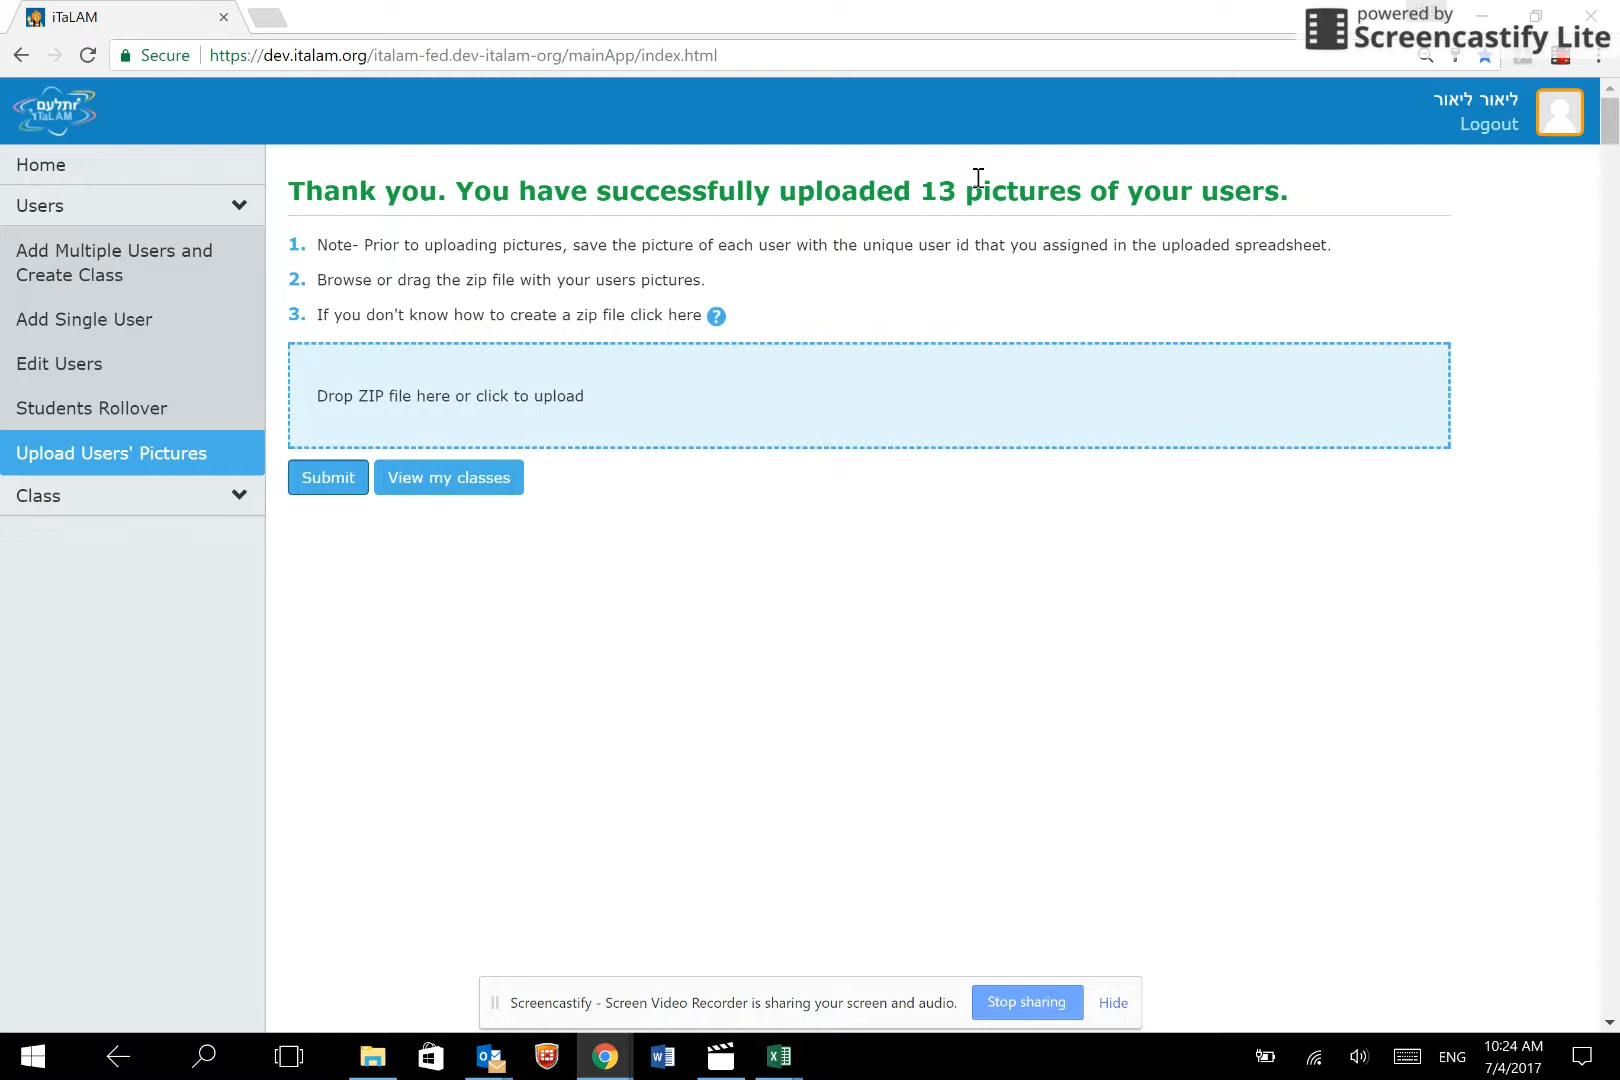 iTaLAM
powered by
Screencastify Lite
Secure
https://dev.italam.org/italam-fed.dev-italam-org/mainApp/index.html
יתלעם
iTaLAM
ליאור ליאור
Logout
Home
Users
Add Multiple Users and
Create Class
Add Single User
Edit Users
Students Rollover
Upload Users' Pictures
Class
Thank you. You have successfully uploaded 13 pictures of your users.
1. Note- Prior to uploading pictures, save the picture of each user with the unique user id that you assigned in the uploaded spreadsheet.
2. Browse or drag the zip file with your users pictures.
3. If you don't know how to create a zip file click here ?
Drop ZIP file here or click to upload
Submit
View my classes
Screencastify - Screen Video Recorder is sharing your screen and audio.
Stop sharing
Hide
ENG
10:24 AM
7/4/2017